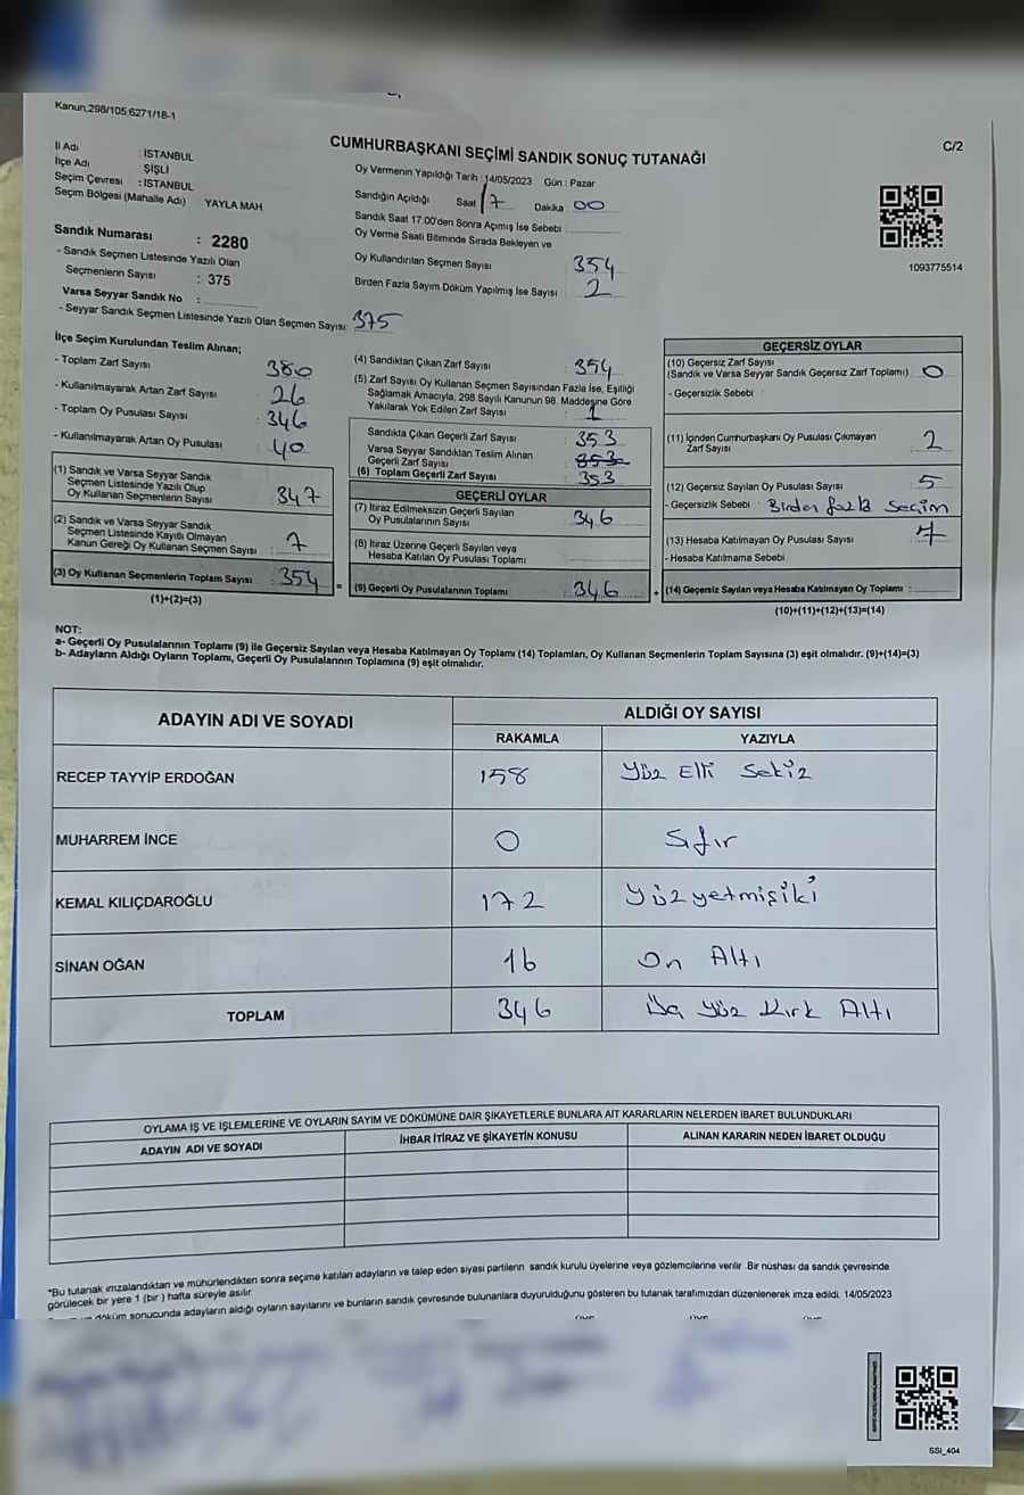 Kanun,298/105;6271/18-1
C/2
CUMHURBAŞKANI SEÇİMİ SANDIK SONUÇ TUTANAĞI
İl Adı : İSTANBUL
İlçe Adı ŞİŞLİ
Seçim Çevresi : İSTANBUL
Seçim Bölgesi (Mahalle Adı) YAYLA MAH
Sandık Numarası : 2280
- Sandık Seçmen Listesinde Yazılı Olan
Seçmenlerin Sayısı : 375
Varsa Seyyar Sandık No :
- Seyyar Sandık Seçmen Listesinde Yazılı Olan Seçmen Sayısı: 375
Oy Vermenin Yapıldığı Tarih : 14/05/2023 Gün : Pazar
Sandığın Açıldığı Saat 17 Dakika 00
Sandık Saat 17:00'den Sonra Açımış İse Sebebi
Oy Verme Saati Bitiminde Sırada Bekleyen ve
Oy Kullandırılan Seçmen Sayısı 354
Birden Fazla Sayım Döküm Yapılmış İse Sayısı 2
1093775514
İlçe Seçim Kurulundan Teslim Alınan;
- Toplam Zarf Sayısı 380
- Kullanılmayarak Artan Zarf Sayısı 26
- Toplam Oy Pusulası Sayısı 346
- Kullanılmayarak Artan Oy Pusulası 40
(1) Sandık ve Varsa Seyyar Sandık
Seçmen Listesinde Yazılı Olup
Oy Kullanan Seçmenlerin Sayısı 347
(2) Sandık ve Varsa Seyyar Sandık
Seçmen Listesinde Kayıtlı Olmayan
Kanun Gereği Oy Kullanan Seçmen Sayısı 7
(3) Oy Kullanan Seçmenlerin Toplam Sayısı 354 =
(1)+(2)=(3)
(4) Sandıktan Çıkan Zarf Sayısı 354
(5) Zarf Sayısı Oy Kullanan Seçmen Sayısından Fazla İse, Eşitliği
Sağlamak Amacıyla, 298 Sayılı Kanunun 98. Maddesine Göre
Yakılarak Yok Edilen Zarf Sayısı : 1
Sandıkta Çıkan Geçerli Zarf Sayısı : 353
Varsa Seyyar Sandıktan Teslim Alınan
Geçerli Zarf Sayısı 353
(6) Toplam Geçerli Zarf Sayısı 353
GEÇERLİ OYLAR
(7) İtiraz Edilmeksizin Geçerli Sayılan
Oy Pusulalarının Sayısı 346
(8) İtiraz Üzerine Geçerli Sayılan veya
Hesaba Katılan Oy Pusulası Toplamı
(9) Geçerli Oy Pusulalarının Toplamı 346 +
GEÇERSİZ OYLAR
(10) Geçersiz Zarf Sayısı
(Sandık ve Varsa Seyyar Sandık Geçersiz Zarf Toplamı) 0
- Geçersizlik Sebebi
(11) İçinden Cumhurbaşkanı Oy Pusulası Çıkmayan
Zarf Sayısı 2
(12) Geçersiz Sayılan Oy Pusulası Sayısı 5
- Geçersizlik Sebebi : Birden fazla seçim
(13) Hesaba Katılmayan Oy Pusulası Sayısı 7
- Hesaba Katılmama Sebebi
(14) Geçersiz Sayılan veya Hesaba Katılmayan Oy Toplamı :
(10)+(11)+(12)+(13)=(14)
NOT:
a- Geçerli Oy Pusulalarının Toplamı (9) ile Geçersiz Sayılan veya Hesaba Katılmayan Oy Toplamı (14) Toplamları, Oy Kullanan Seçmenlerin Toplam Sayısına (3) eşit olmalıdır. (9)+(14)=(3)
b- Adayların Aldığı Oyların Toplamı, Geçerli Oy Pusulalarının Toplamına (9) eşit olmalıdır.
ADAYIN ADI VE SOYADI
ALDIĞI OY SAYISI
RAKAMLA YAZIYLA
RECEP TAYYİP ERDOĞAN 158 Yüz Elli Sekiz
MUHARREM İNCE 0 Sıfır
KEMAL KILIÇDAROĞLU 172 Yüzyetmişiki
SİNAN OĞAN 16 On Altı
TOPLAM 346 Üç Yüz Kırk Altı
OYLAMA İŞ VE İŞLEMLERİNE VE OYLARIN SAYIM VE DÖKÜMÜNE DAİR ŞİKAYETLERLE BUNLARA AİT KARARLARIN NELERDEN İBARET BULUNDUKLARI
ADAYIN ADI VE SOYADI İHBAR İTİRAZ VE ŞİKAYETİN KONUSU ALINAN KARARIN NEDEN İBARET OLDUĞU
*Bu tutanak imzalandıktan ve mühürlendikten sonra seçime katılan adayların ve talep eden siyasi partilerin sandık kurulu üyelerine veya gözlemcilerine verilir. Bir nüshası da sandık çevresinde
görülecek bir yere 1 (bir) hafta süreyle asılır
döküm sonucunda adayların aldığı oyların sayılarını ve bunların sandık çevresinde bulunanlara duyurulduğunu gösteren bu tutanak tarafımızdan düzenlenerek imza edildi. 14/05/2023
SSI_404